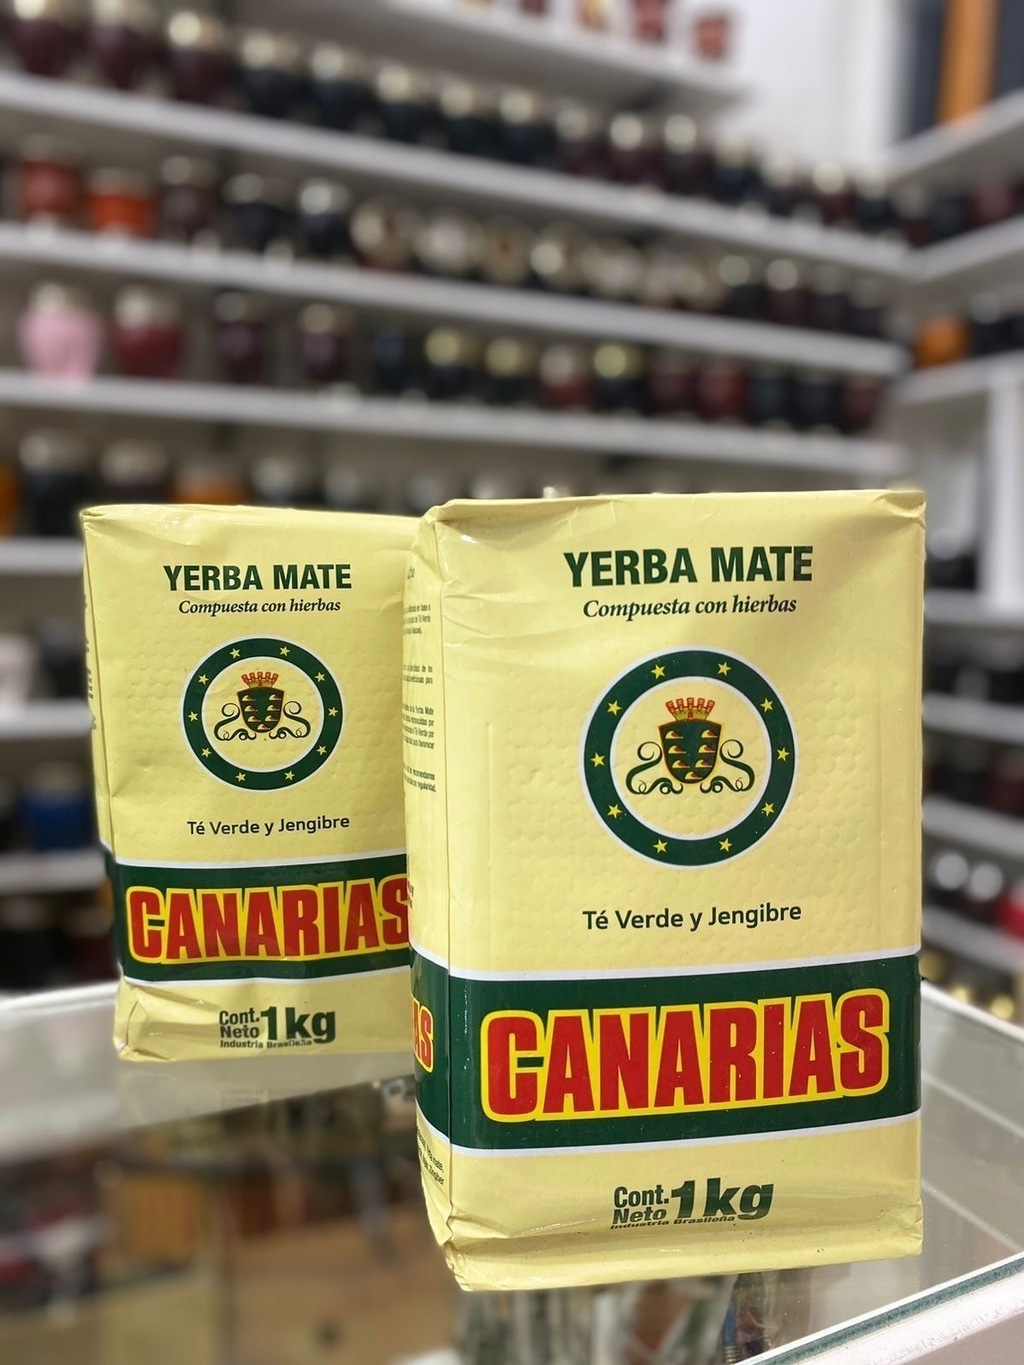 YERBA MATE
Compuesta con hierbas
Té Verde y Jengibre
CANARIAS
Cont.
Neto 1kg
Industria Brasileña
YERBA MATE
Compuesta con hierbas
Té Verde y Jengibre
CANARIAS
Cont.
Neto 1kg
Industria Brasileña